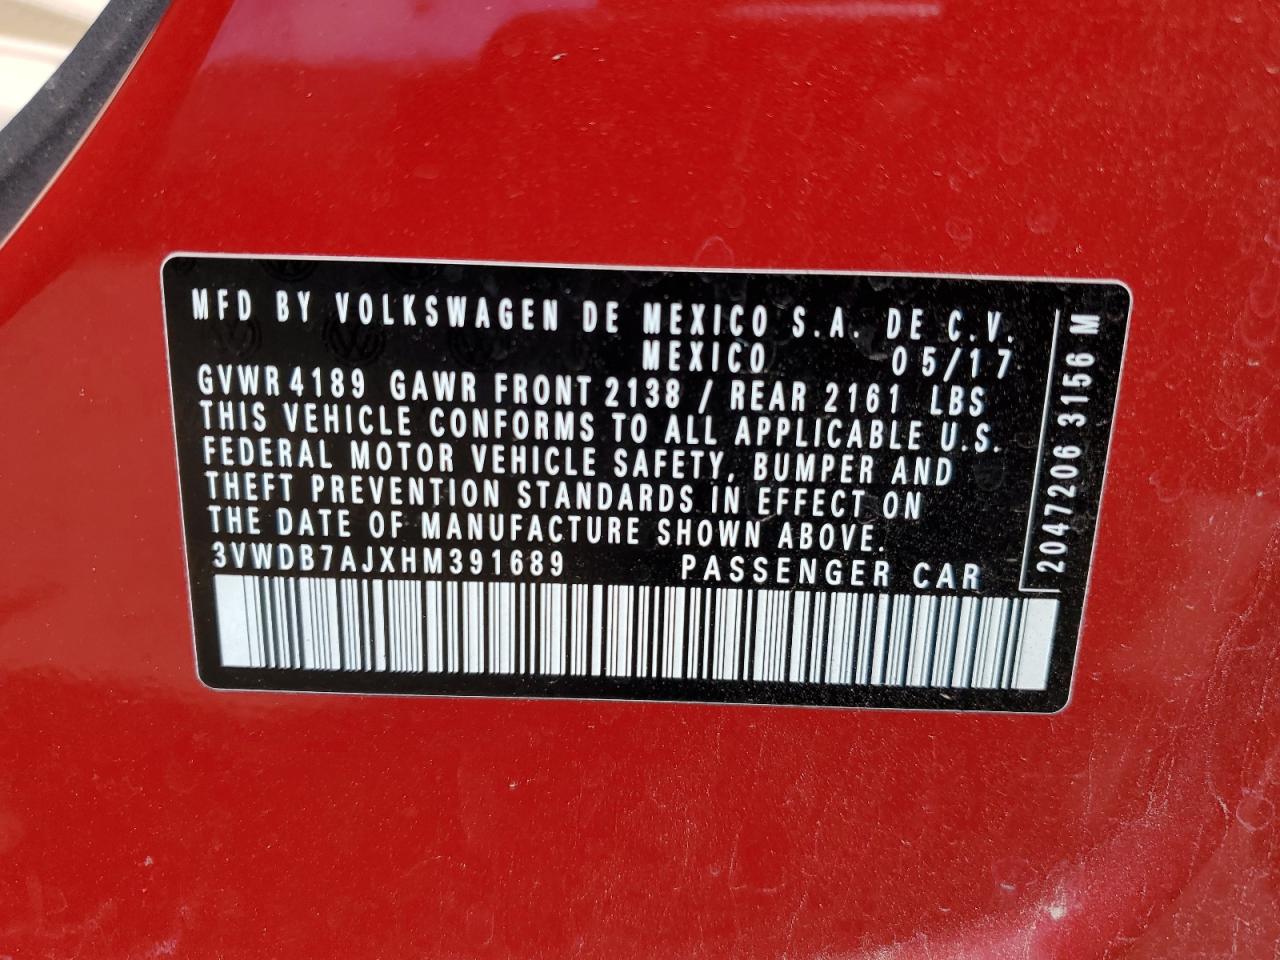 MFD BY VOLKSWAGEN DE MEXICO S.A. DE C.V.
MEXICO 05/17
GVWR 4189 GAWR FRONT 2138 / REAR 2161 LBS
THIS VEHICLE CONFORMS TO ALL APPLICABLE U.S.
FEDERAL MOTOR VEHICLE SAFETY, BUMPER AND
THEFT PREVENTION STANDARDS IN EFFECT ON
THE DATE OF MANUFACTURE SHOWN ABOVE.
3VWDB7AJXHM391689 PASSENGER CAR
2047206 3156 M